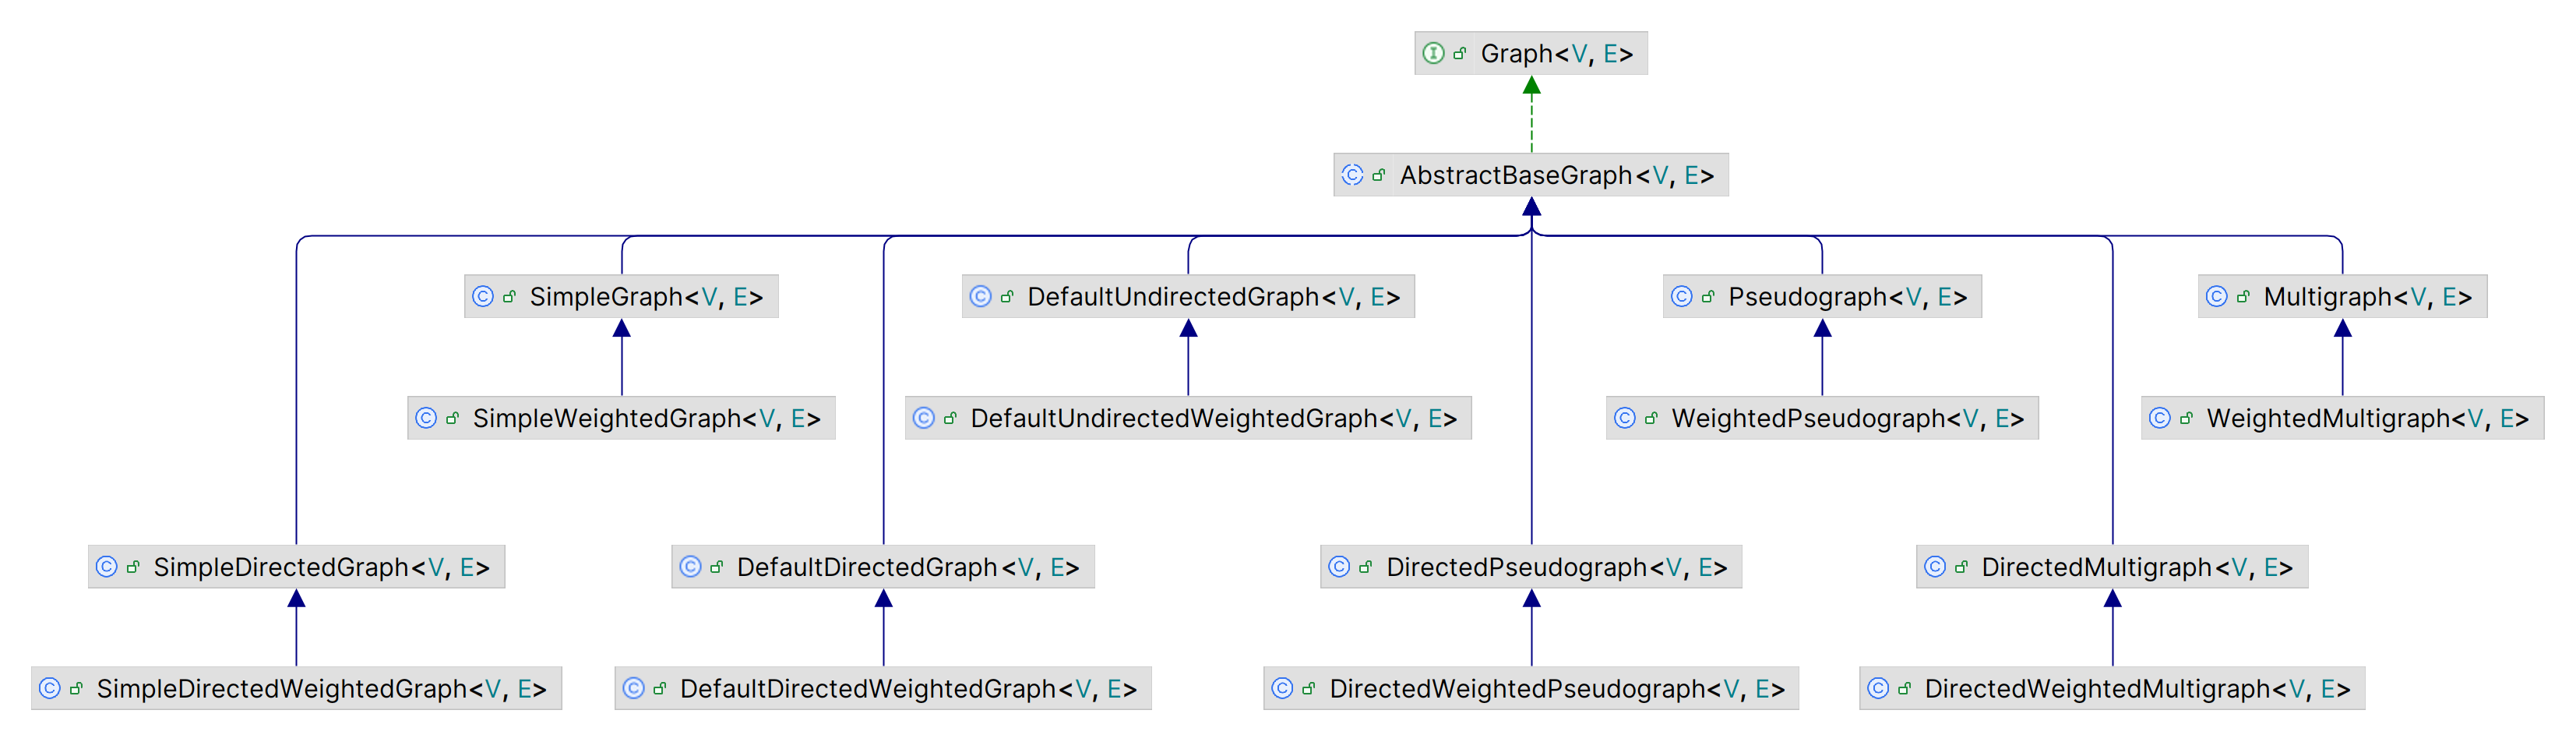 Graph<V, E>
AbstractBaseGraph<V, E>
SimpleGraph<V, E>
DefaultUndirectedGraph<V, E>
Pseudograph<V, E>
Multigraph<V, E>
SimpleWeightedGraph<V, E>
DefaultUndirectedWeightedGraph<V, E>
WeightedPseudograph<V, E>
WeightedMultigraph<V, E>
SimpleDirectedGraph<V, E>
DefaultDirectedGraph<V, E>
DirectedPseudograph<V, E>
DirectedMultigraph<V, E>
SimpleDirectedWeightedGraph<V, E>
DefaultDirectedWeightedGraph<V, E>
DirectedWeightedPseudograph<V, E>
DirectedWeightedMultigraph<V, E>